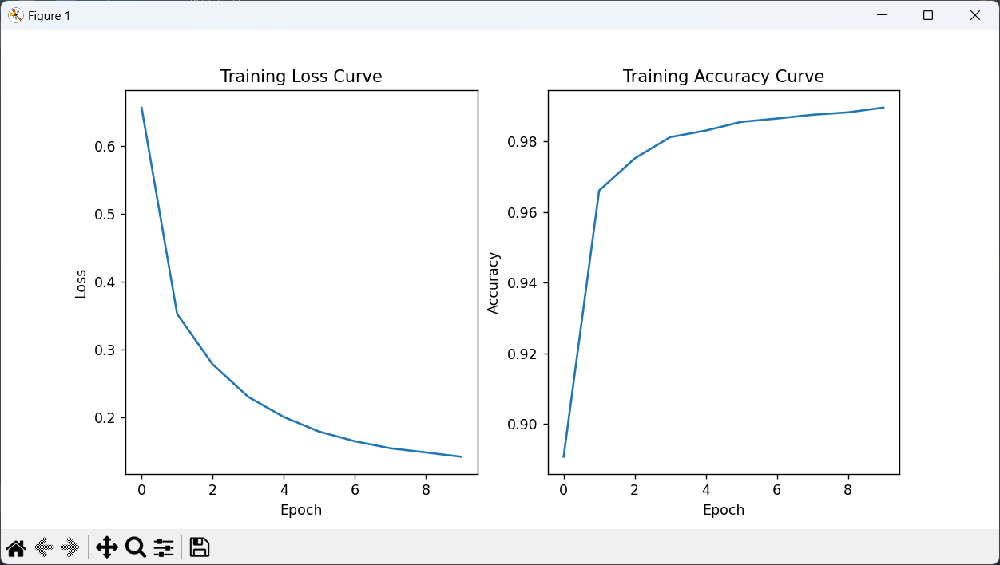 Figure 1
Training Loss Curve
0.6
0.5
0.4
0.3
0.2
Loss
0
2
4
6
8
Epoch
Training Accuracy Curve
0.98
0.96
0.94
0.92
0.90
Accuracy
0
2
4
6
8
Epoch